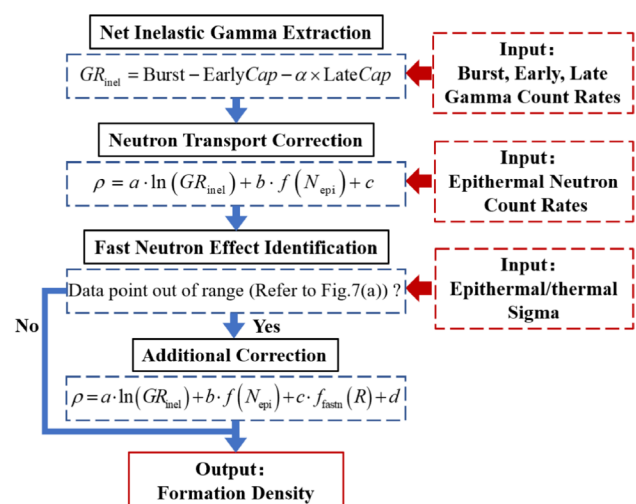 Net Inelastic Gamma Extraction
GR_inel = Burst − EarlyCap − α × LateCap
Input:
Burst, Early, Late
Gamma Count Rates
Neutron Transport Correction
ρ = a · ln(GR_inel) + b · f(N_epi) + c
Input:
Epithermal Neutron
Count Rates
Fast Neutron Effect Identification
Data point out of range (Refer to Fig.7(a)) ?
Input:
Epithermal/thermal
Sigma
No
Yes
Additional Correction
ρ = a · ln(GR_inel) + b · f(N_epi) + c · f_fastn(R) + d
Output:
Formation Density